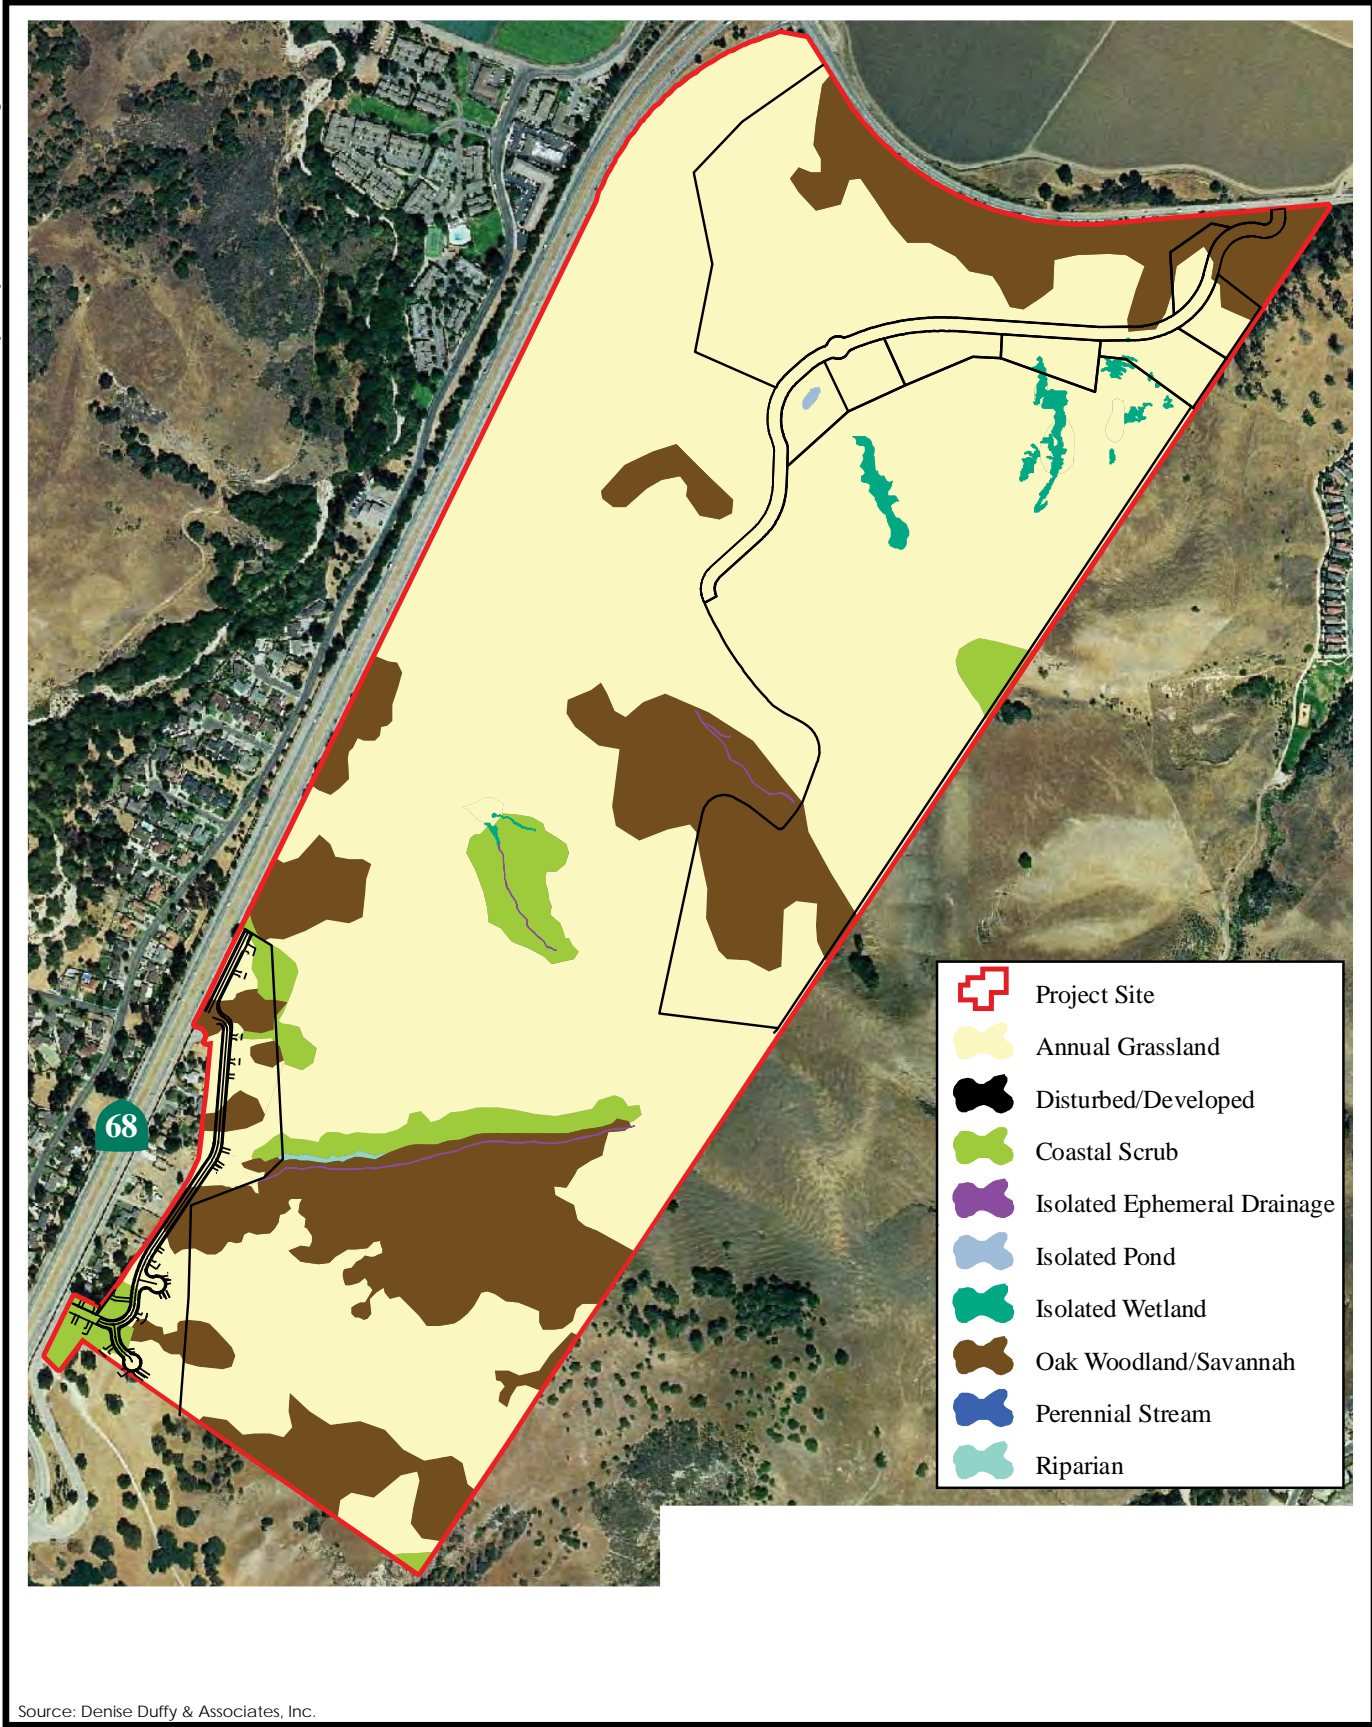 68
Project Site
Annual Grassland
Disturbed/Developed
Coastal Scrub
Isolated Ephemeral Drainage
Isolated Pond
Isolated Wetland
Oak Woodland/Savannah
Perennial Stream
Riparian
Source: Denise Duffy & Associates, Inc.